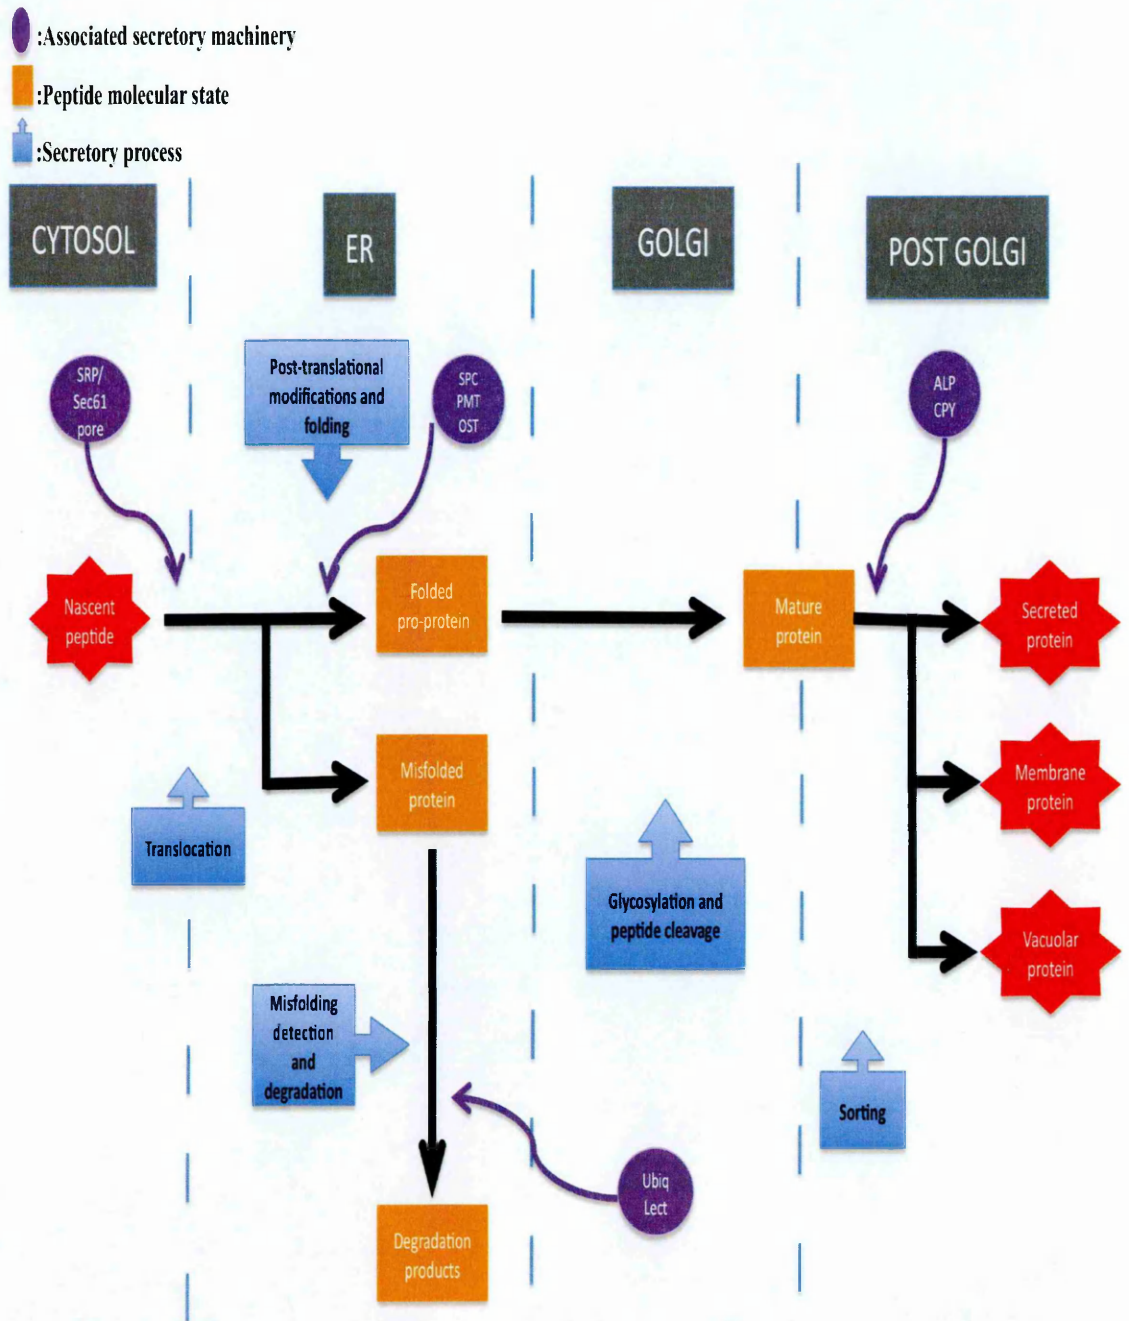 :Associated secretory machinery
:Peptide molecular state
:Secretory process
CYTOSOL
ER
GOLGI
POST GOLGI
SRP/
Sec61
pore
Post-translational
modifications and
folding
SPC
PMT
OST
ALP
CPY
Nascent
peptide
Folded
pro-protein
Mature
protein
Secreted
protein
Misfolded
protein
Membrane
protein
Translocation
Glycosylation and
peptide cleavage
Vacuolar
protein
Misfolding
detection
and
degradation
Sorting
Ubiq
Lect
Degradation
products